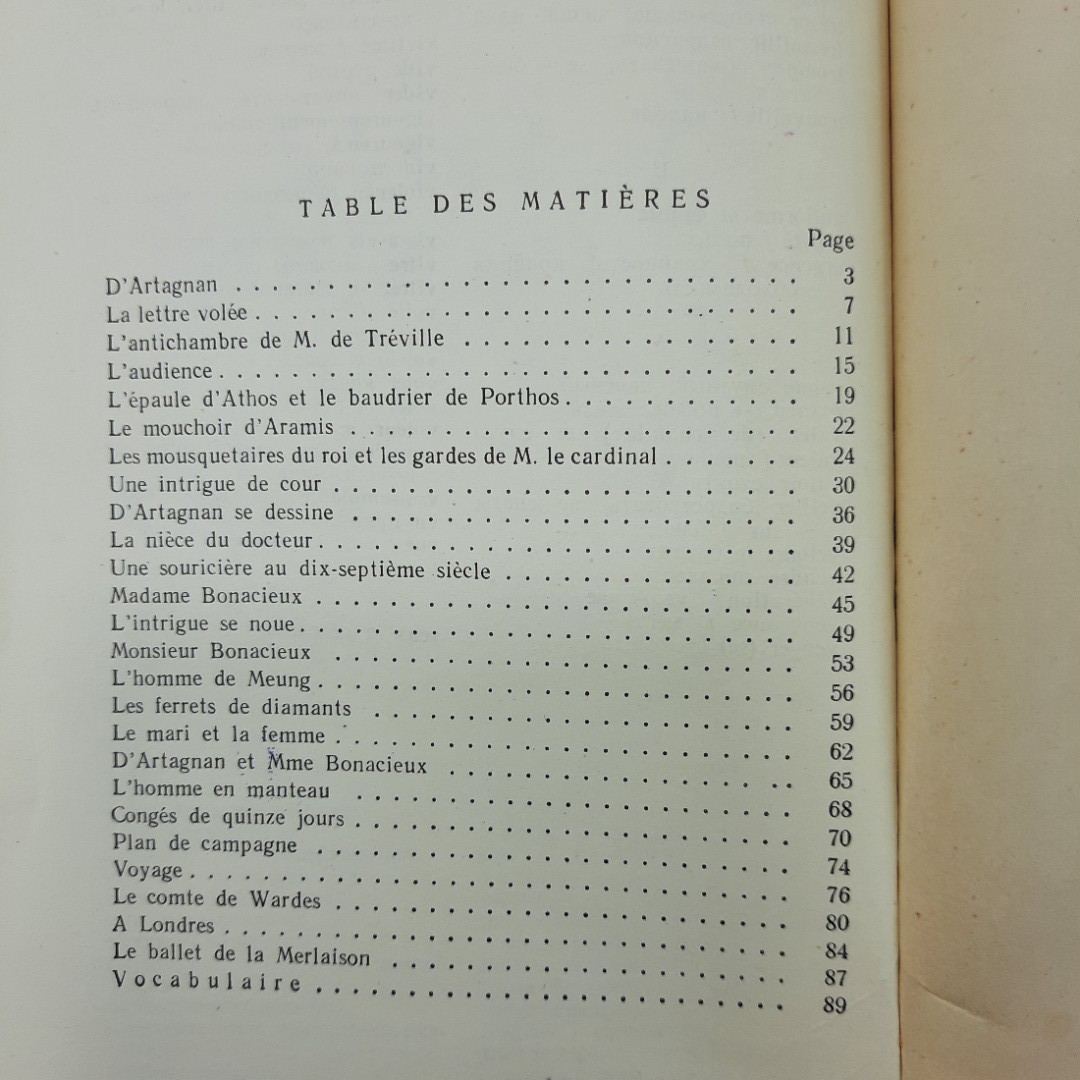 TABLE DES MATIÈRES
Page
D'Artagnan . . . . . . . . . . 3
La lettre volée . . . . . . . . . . 7
L'antichambre de M. de Tréville . . . . . . . . . . 11
L'audience . . . . . . . . . . 15
L'épaule d'Athos et le baudrier de Porthos . . . . . . . . . . 19
Le mouchoir d'Aramis . . . . . . . . . . 22
Les mousquetaires du roi et les gardes de M. le cardinal . . . . . . . 24
Une intrigue de cour . . . . . . . . . . 30
D'Artagnan se dessine . . . . . . . . . . 36
La nièce du docteur . . . . . . . . . . 39
Une souricière au dix-septième siècle . . . . . . . . . . 42
Madame Bonacieux . . . . . . . . . . 45
L'intrigue se noue . . . . . . . . . . 49
Monsieur Bonacieux . . . . . . . . . . 53
L'homme de Meung . . . . . . . . . . 56
Les ferrets de diamants . . . . . . . . . . 59
Le mari et la femme . . . . . . . . . . 62
D'Artagnan et Mme Bonacieux . . . . . . . . . . 65
L'homme en manteau . . . . . . . . . . 68
Congés de quinze jours . . . . . . . . . . 70
Plan de campagne . . . . . . . . . . 74
Voyage . . . . . . . . . . 76
Le comte de Wardes . . . . . . . . . . 80
A Londres . . . . . . . . . . 84
Le ballet de la Merlaison . . . . . . . . . . 87
Vocabulaire . . . . . . . . . . 89